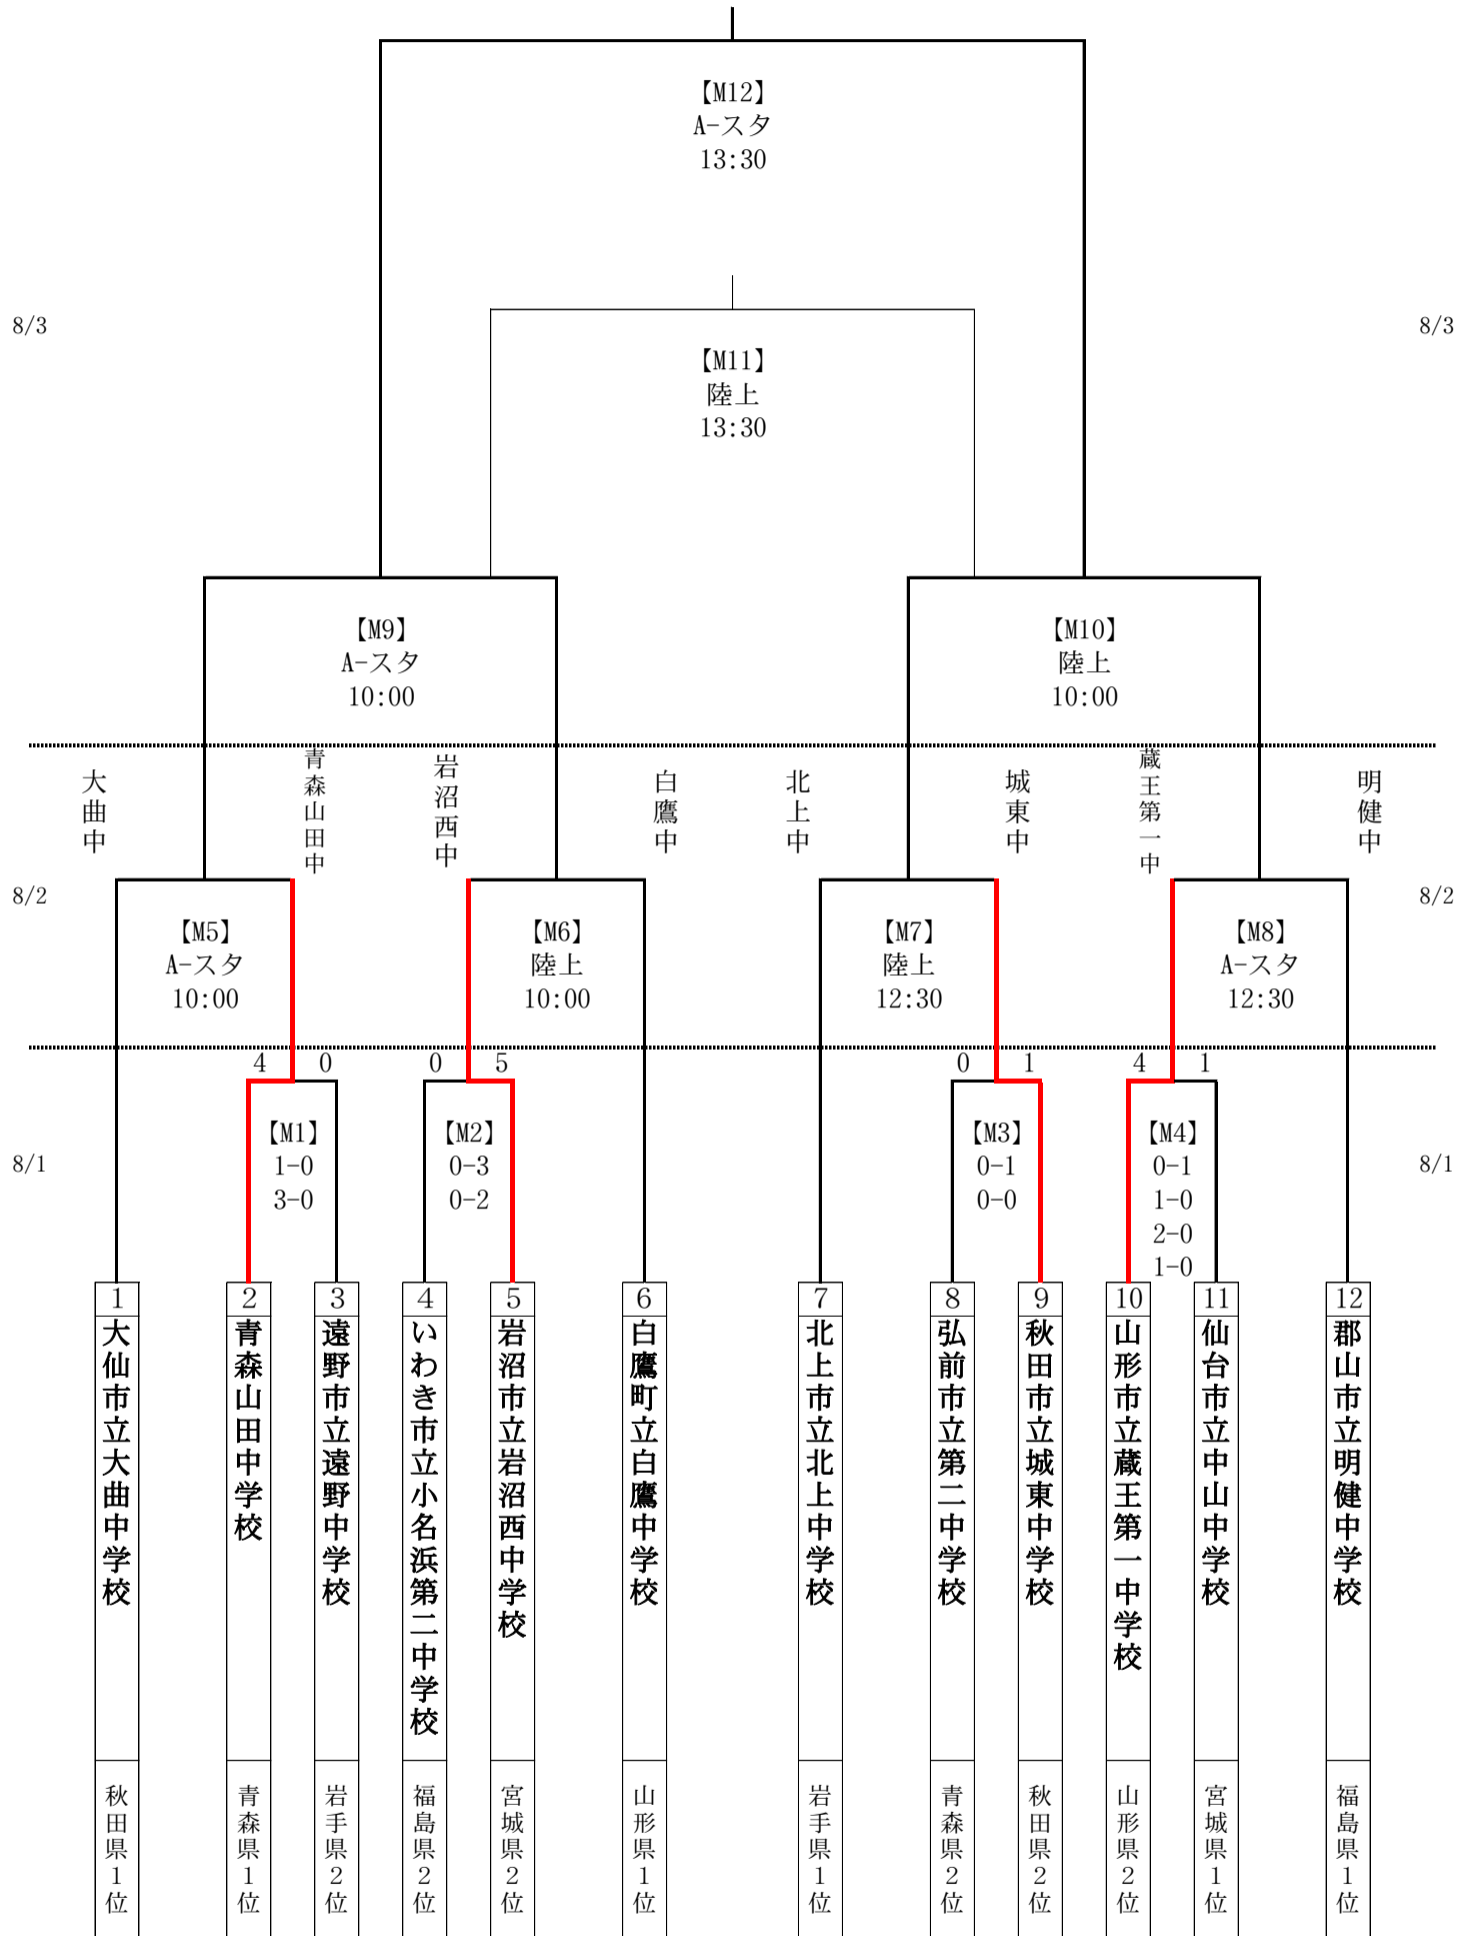 【M12】
A-スタ
13:30
8/3
8/3
【M11】
陸上
13:30
【M9】
A-スタ
10:00
【M10】
陸上
10:00
大曲中
青森山田中
岩沼西中
白鷹中
北上中
城東中
蔵王第一中
明健中
8/2
8/2
【M5】
A-スタ
10:00
【M6】
陸上
10:00
【M7】
陸上
12:30
【M8】
A-スタ
12:30
4 0
0 5
0 1
4 1
8/1
8/1
【M1】
1-0
3-0
【M2】
0-3
0-2
【M3】
0-1
0-0
【M4】
0-1
1-0
2-0
1-0
1
大仙市立大曲中学校
秋田県1位
2
青森山田中学校
青森県1位
3
遠野市立遠野中学校
岩手県2位
4
いわき市立小名浜第二中学校
福島県2位
5
岩沼市立岩沼西中学校
宮城県2位
6
白鷹町立白鷹中学校
山形県1位
7
北上市立北上中学校
岩手県1位
8
弘前市立第二中学校
青森県2位
9
秋田市立城東中学校
秋田県2位
10
山形市立蔵王第一中学校
山形県2位
11
仙台市立中山中学校
宮城県1位
12
郡山市立明健中学校
福島県1位